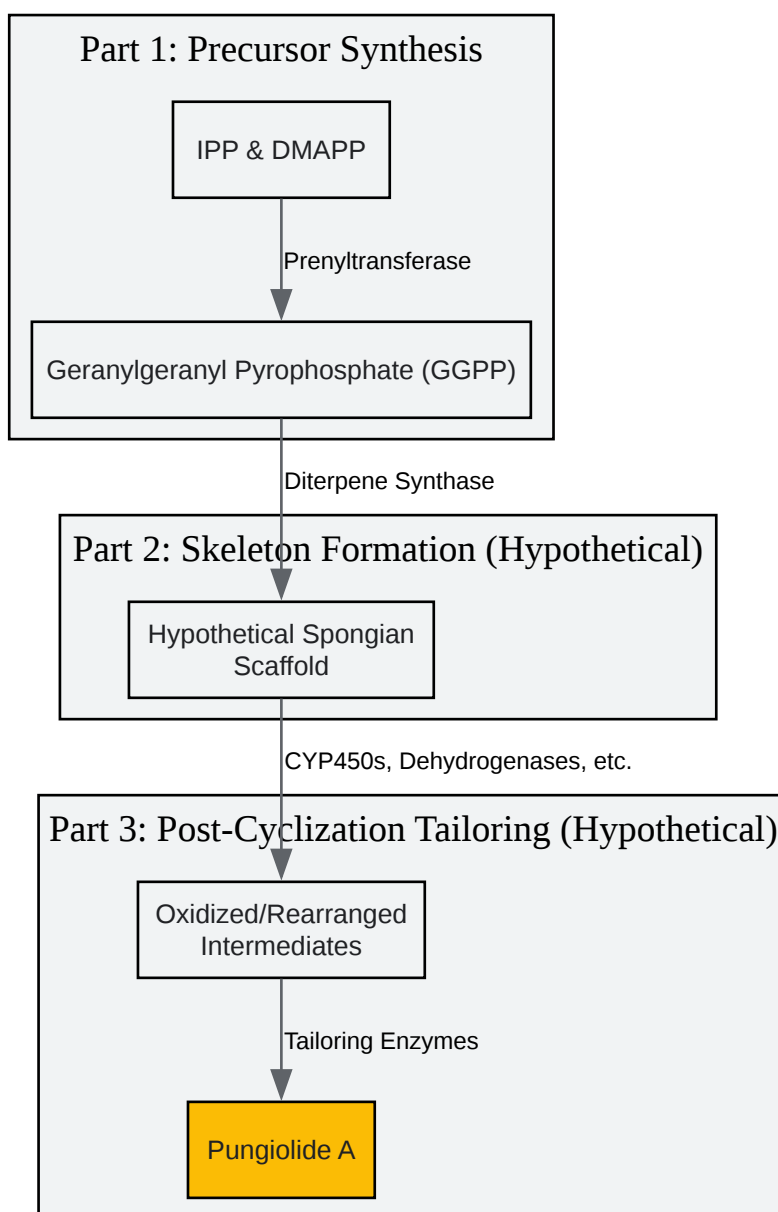 Part 1: Precursor Synthesis
IPP & DMAPP
Prenyltransferase
Geranylgeranyl Pyrophosphate (GGPP)
Diterpene Synthase
Part 2: Skeleton Formation (Hypothetical)
Hypothetical Spongian
Scaffold
CYP450s, Dehydrogenases, etc.
Part 3: Post-Cyclization Tailoring (Hypothetical)
Oxidized/Rearranged
Intermediates
Tailoring Enzymes
Pungiolide A